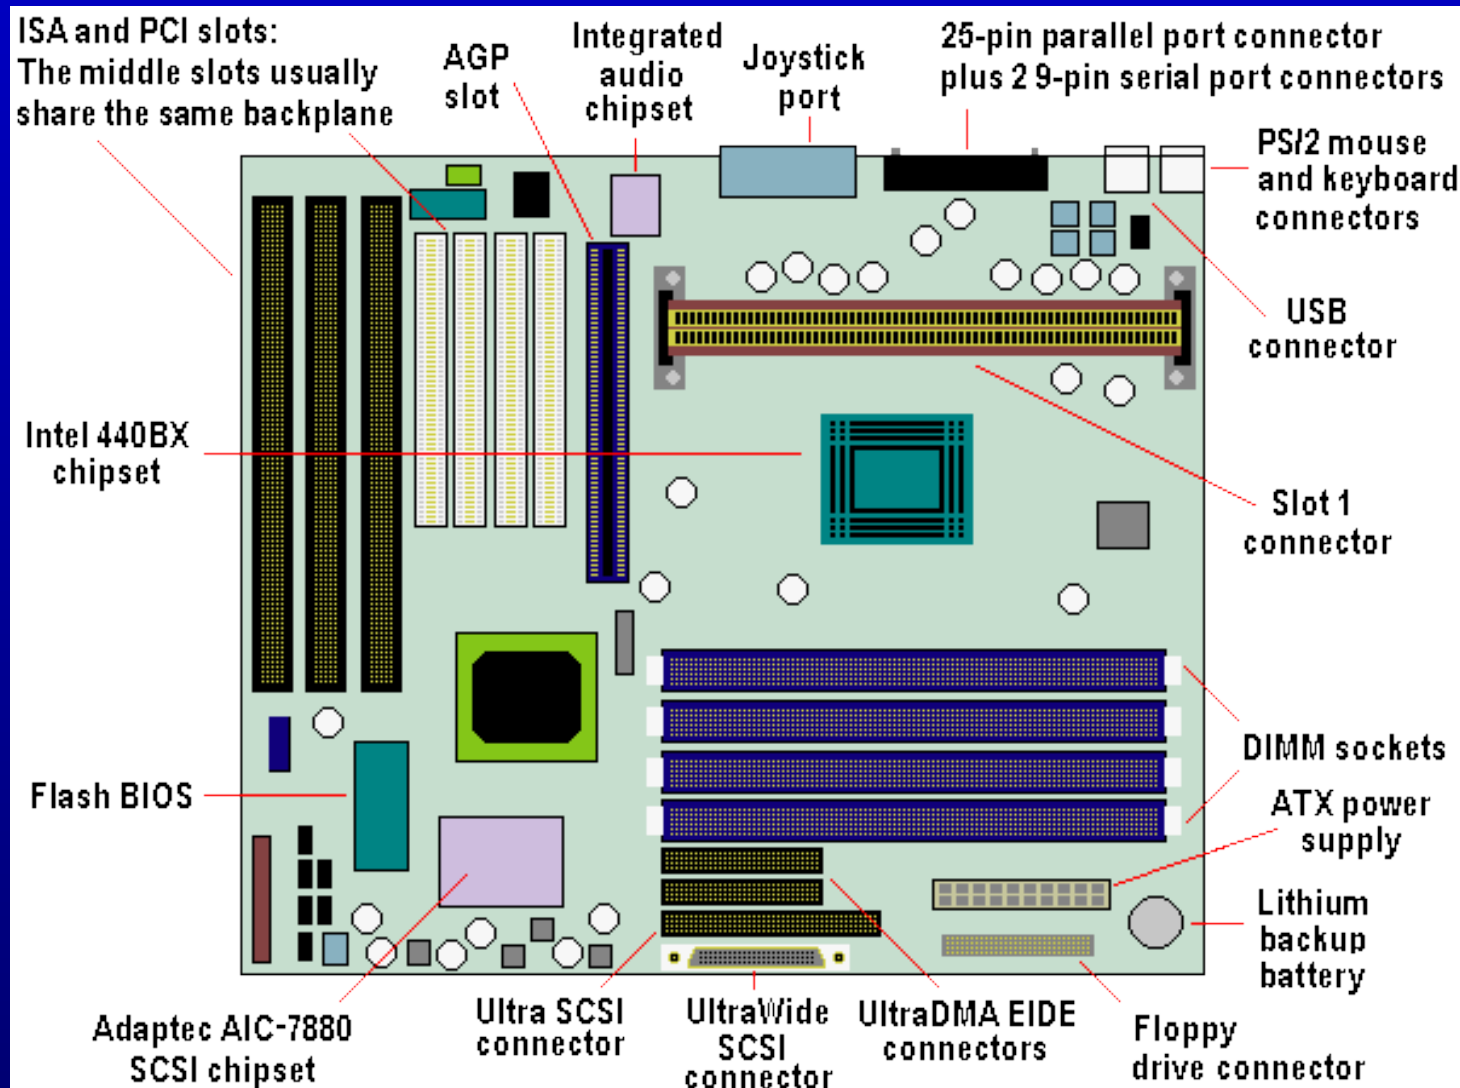 ISA and PCI slots:
The middle slots usually
share the same backplane
AGP
slot
Integrated
audio
chipset
Joystick
port
25-pin parallel port connector
plus 2 9-pin serial port connectors
PS/2 mouse
and keyboard
connectors
USB
connector
Intel 440BX
chipset
Slot 1
connector
DIMM sockets
Flash BIOS
ATX power
supply
Lithium
backup
battery
Adaptec AIC-7880
SCSI chipset
Ultra SCSI
connector
UltraWide
SCSI
connector
UltraDMA EIDE
connectors
Floppy
drive connector